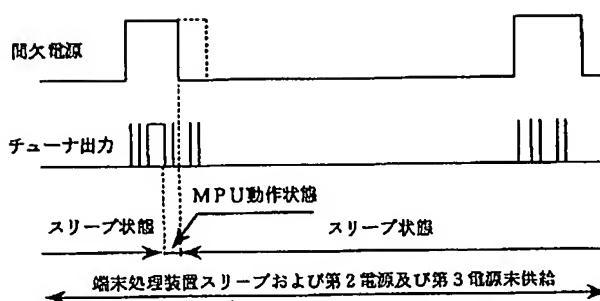 間欠電源
チューナ出力
MPU動作状態
スリープ状態
スリープ状態
端末処理装置スリープおよび第2電源及び第3電源未供給